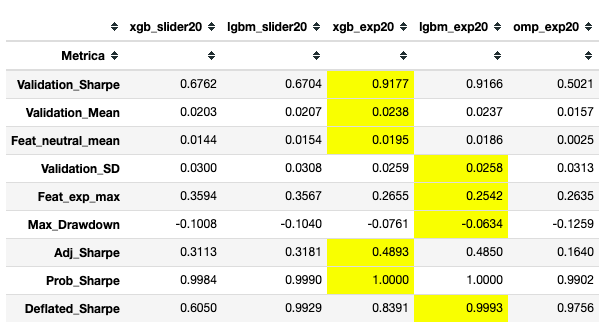 xgb_slider20 lgbm_slider20 xgb_exp20 lgbm_exp20 omp_exp20
Metrica
Validation_Sharpe 0.6762 0.6704 0.9177 0.9166 0.5021
Validation_Mean 0.0203 0.0207 0.0238 0.0237 0.0157
Feat_neutral_mean 0.0144 0.0154 0.0195 0.0186 0.0025
Validation_SD 0.0300 0.0308 0.0259 0.0258 0.0313
Feat_exp_max 0.3594 0.3567 0.2655 0.2542 0.2635
Max_Drawdown -0.1008 -0.1040 -0.0761 -0.0634 -0.1259
Adj_Sharpe 0.3113 0.3181 0.4893 0.4850 0.1640
Prob_Sharpe 0.9984 0.9990 1.0000 1.0000 0.9902
Deflated_Sharpe 0.6050 0.9929 0.8391 0.9993 0.9756